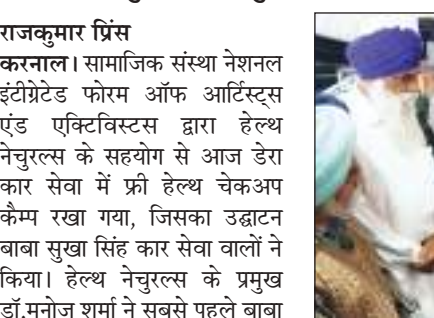 राजकुमार प्रिंस
करनाल। सामाजिक संस्था नेशनल
इंटीग्रेटेड फोरम ऑफ आर्टिस्ट्स
एंड एक्टिविस्टस द्वारा हेल्थ
नेचुरल्स के सहयोग से आज डेरा
कार सेवा में फ्री हेल्थ चेकअप
कैम्प रखा गया, जिसका उद्घाटन
बाबा सुखा सिंह कार सेवा वालों ने
किया। हेल्थ नेचुरल्स के प्रमुख
डॉ.मनोज शर्मा ने सबसे पहले बाबा